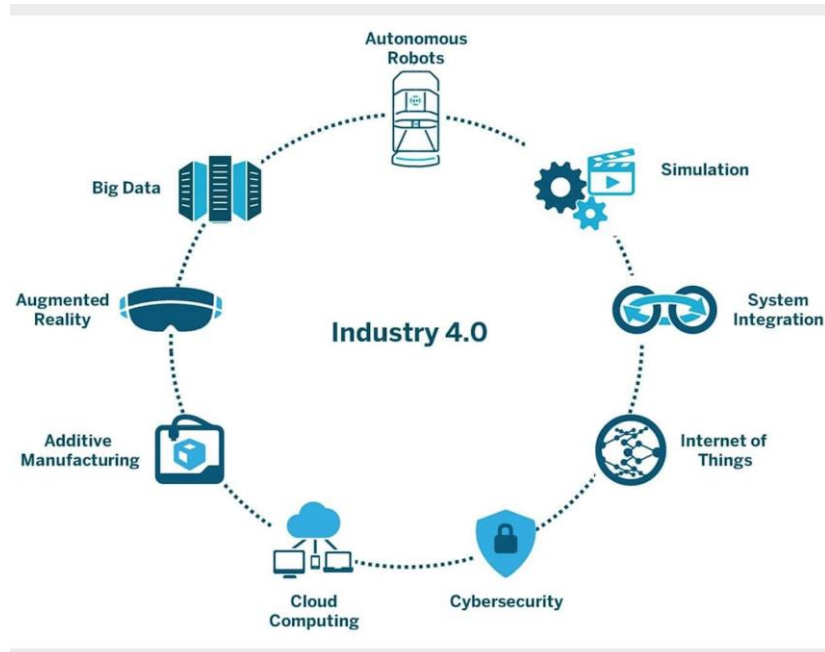 Autonomous
Robots
Simulation
System
Integration
Internet of
Things
Cybersecurity
Cloud
Computing
Additive
Manufacturing
Augmented
Reality
Big Data
Industry 4.0